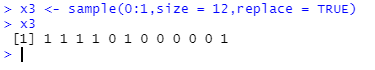 > x3 <- sample(0:1,size = 12,replace = TRUE)
> x3
[1] 1 1 1 1 0 1 0 0 0 0 0 1
>